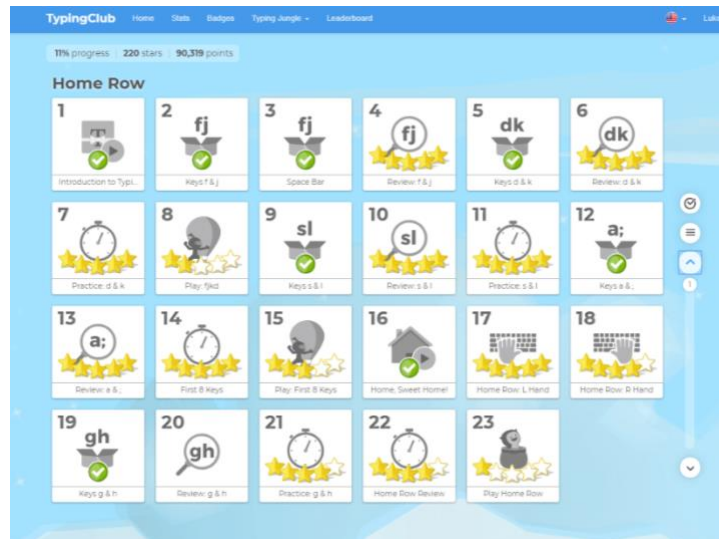 TypingClub Home Stats Badges Typing Jungle Leaderboard
11% progress 220 stars 90,319 points
Home Row
1 2 fj 3 fj 4 fj 5 dk 6 dk
Introduction to Typi... Keys f & j Space Bar Review: f & j Keys d & k Review: d & k
7 8 9 sl 10 sl 11 12 a;
Practice: d & k Play: fjkd Keys s & l Review: s & l Practice: s & l Keys a & ;
13 a; 14 15 16 17 18
Review: a & ; First 8 Keys Play: First 8 Keys Home, Sweet Home! Home Row: L Hand Home Row: R Hand
19 gh 20 gh 21 22 23
Keys g & h Review: g & h Practice: g & h Home Row Review Play Home Row
1